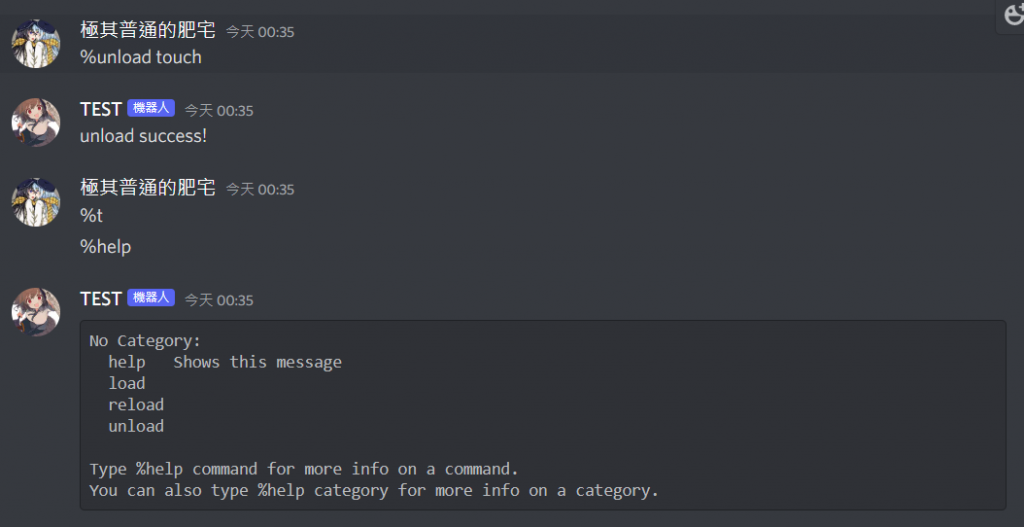 極其普通的肥宅 今天 00:35
%unload touch
TEST 機器人 今天 00:35
unload success!
極其普通的肥宅 今天 00:35
%t
%help
TEST 機器人 今天 00:35
No Category:
  help   Shows this message
  load
  reload
  unload

Type %help command for more info on a command.
You can also type %help category for more info on a category.